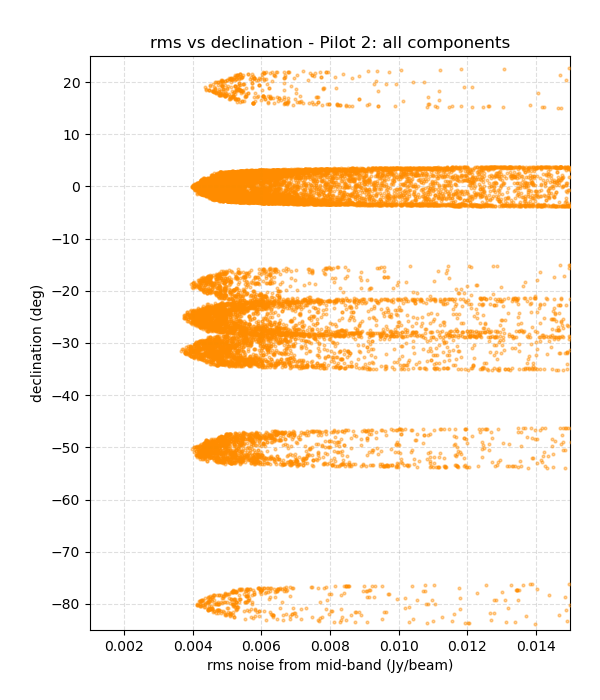 rms vs declination - Pilot 2: all components
20
10
0
−10
−20
−30
−40
−50
−60
−70
−80
declination (deg)
0.002 0.004 0.006 0.008 0.010 0.012 0.014
rms noise from mid-band (Jy/beam)